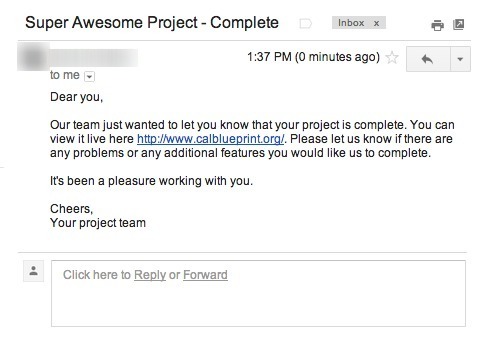 Super Awesome Project - Complete
Inbox x
1:37 PM (0 minutes ago)
to me
Dear you,
Our team just wanted to let you know that your project is complete. You can
view it live here http://www.calblueprint.org/. Please let us know if there are
any problems or any additional features you would like us to complete.
It's been a pleasure working with you.
Cheers,
Your project team
Click here to Reply or Forward